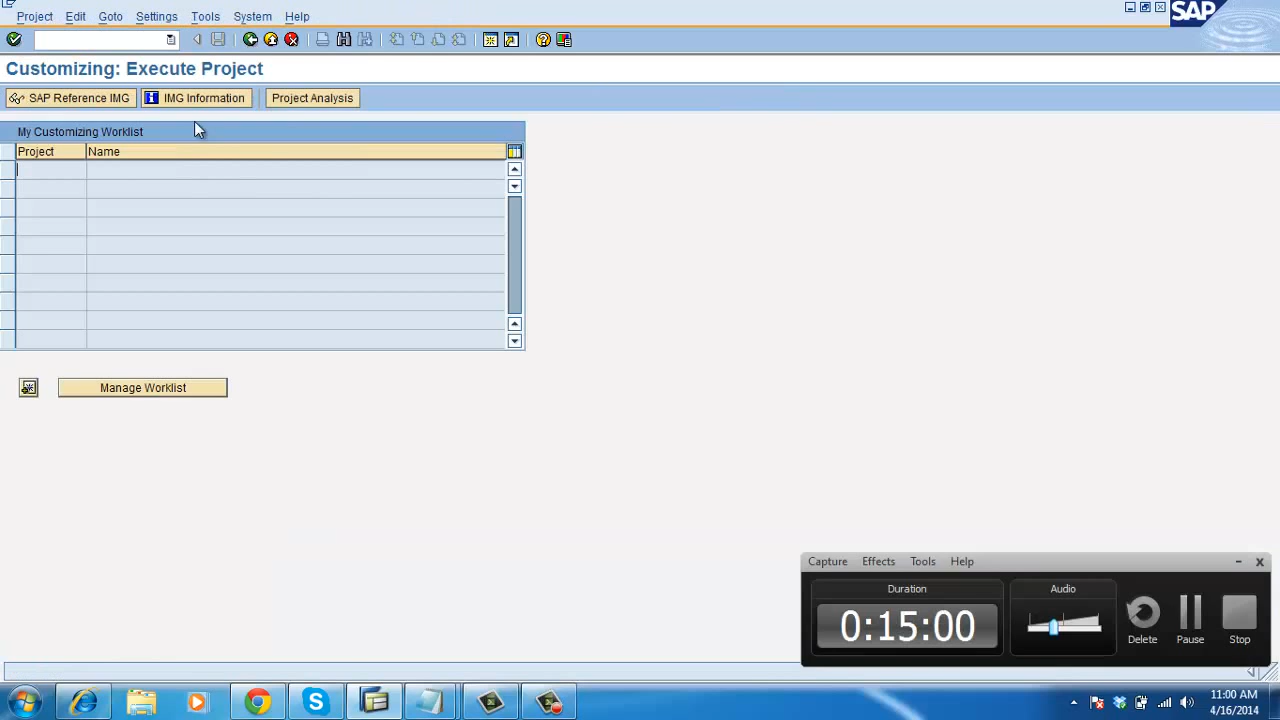 Project Edit Goto Settings Tools System Help
SAP
Customizing: Execute Project
SAP Reference IMG IMG Information Project Analysis
My Customizing Worklist
Project Name
Manage Worklist
Capture Effects Tools Help
Duration Audio
0:15:00
Delete Pause Stop
11:00 AM
4/16/2014